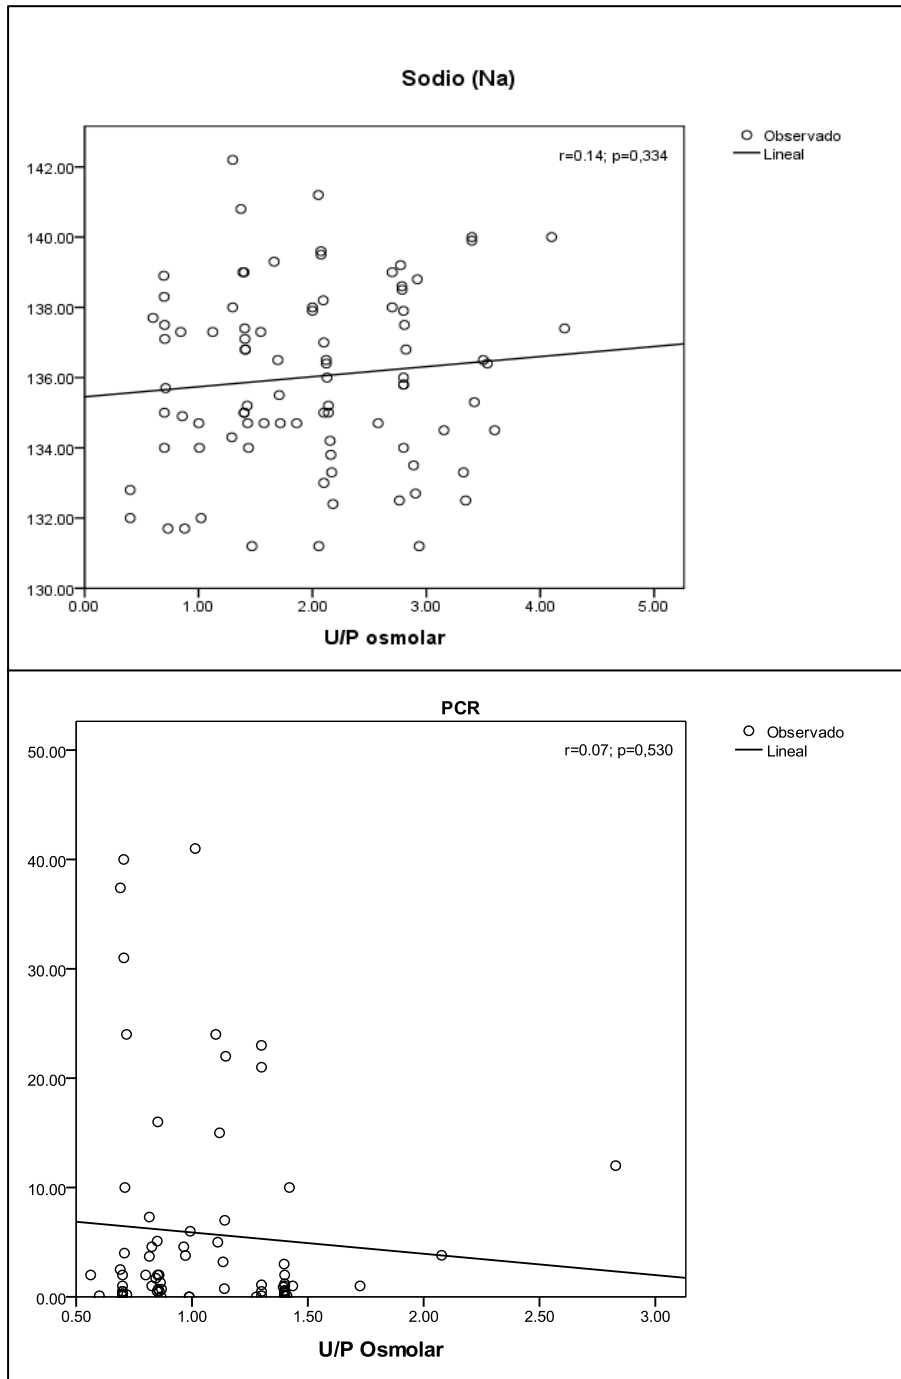 Sodio (Na)
r=0.14; p=0,334
Observado
Lineal
142.00
140.00
138.00
136.00
134.00
132.00
130.00
0.00 1.00 2.00 3.00 4.00 5.00
U/P osmolar
PCR
r=0.07; p=0,530
Observado
Lineal
50.00
40.00
30.00
20.00
10.00
0.00
0.50 1.00 1.50 2.00 2.50 3.00
U/P Osmolar